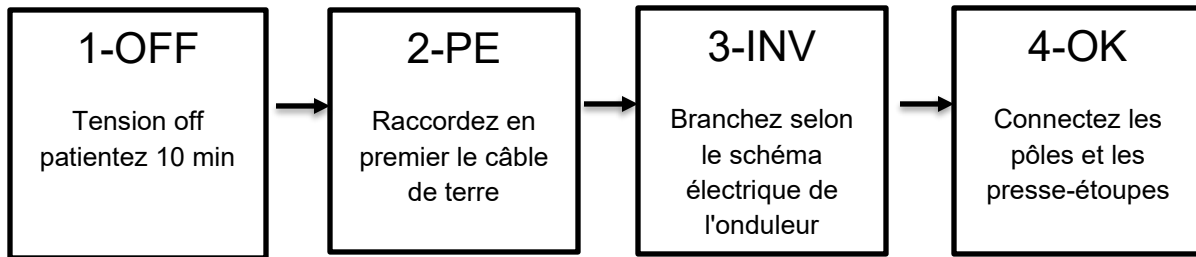 1-OFF
Tension off
patientez 10 min
2-PE
Raccordez en
premier le câble
de terre
3-INV
Branchez selon
le schéma
électrique de
l'onduleur
4-OK
Connectez les
pôles et les
presse-étoupes